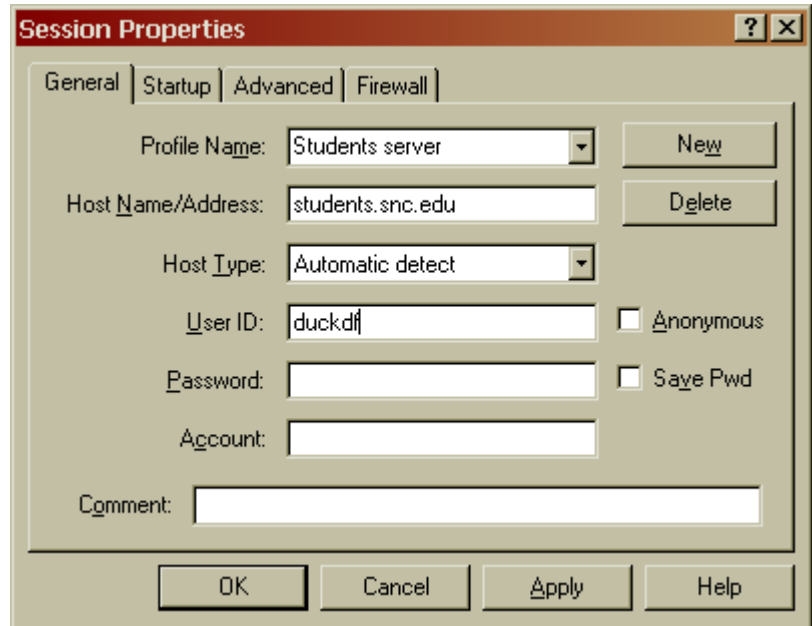 Session Properties
General Startup Advanced Firewall
Profile Name: Students server New
Host Name/Address: students.snc.edu Delete
Host Type: Automatic detect
User ID: duckdf Anonymous
Password: Save Pwd
Account:
Comment:
OK Cancel Apply Help